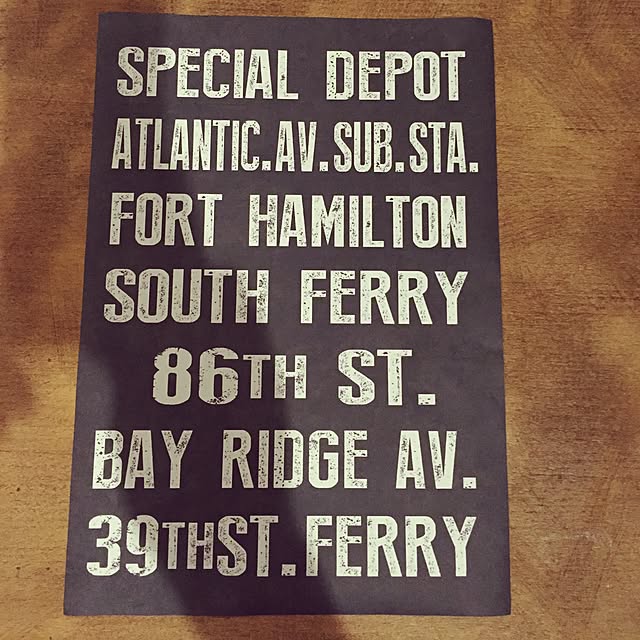 SPECIAL DEPOT
ATLANTIC.AV.SUB.STA.
FORT HAMILTON
SOUTH FERRY
86TH ST.
BAY RIDGE AV.
39THST.FERRY